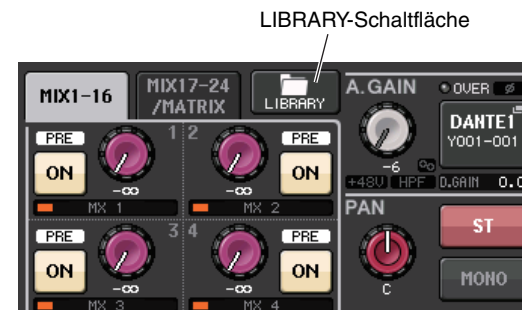 LIBRARY-Schaltfläche
MIX1-16
MIX17-24
/MATRIX
LIBRARY
A.GAIN
OVER ø
DANTE1
Y001-001
-6
+48V HPF D.GAIN 0.0
PRE 1 2 PRE
ON ON
-∞ -∞
MX 1 MX 2
PRE 3 4 PRE
ON ON
-∞ -∞
MX 3 MX 4
PAN
C
ST
MONO